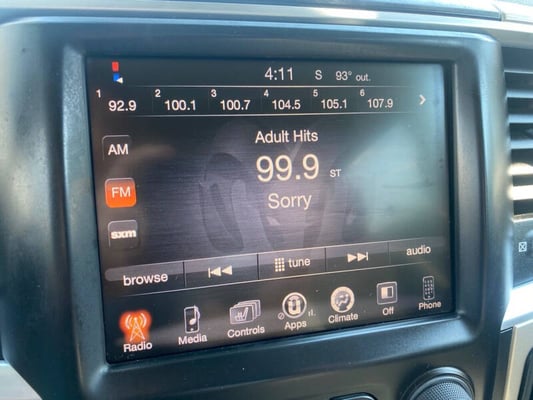 4:11 S 93° out.
1 92.9 2 100.1 3 100.7 4 104.5 5 105.1 6 107.9
Adult Hits
AM
99.9 ST
FM
Sorry
sxm
browse tune audio
Radio Media Controls Apps Climate Off Phone